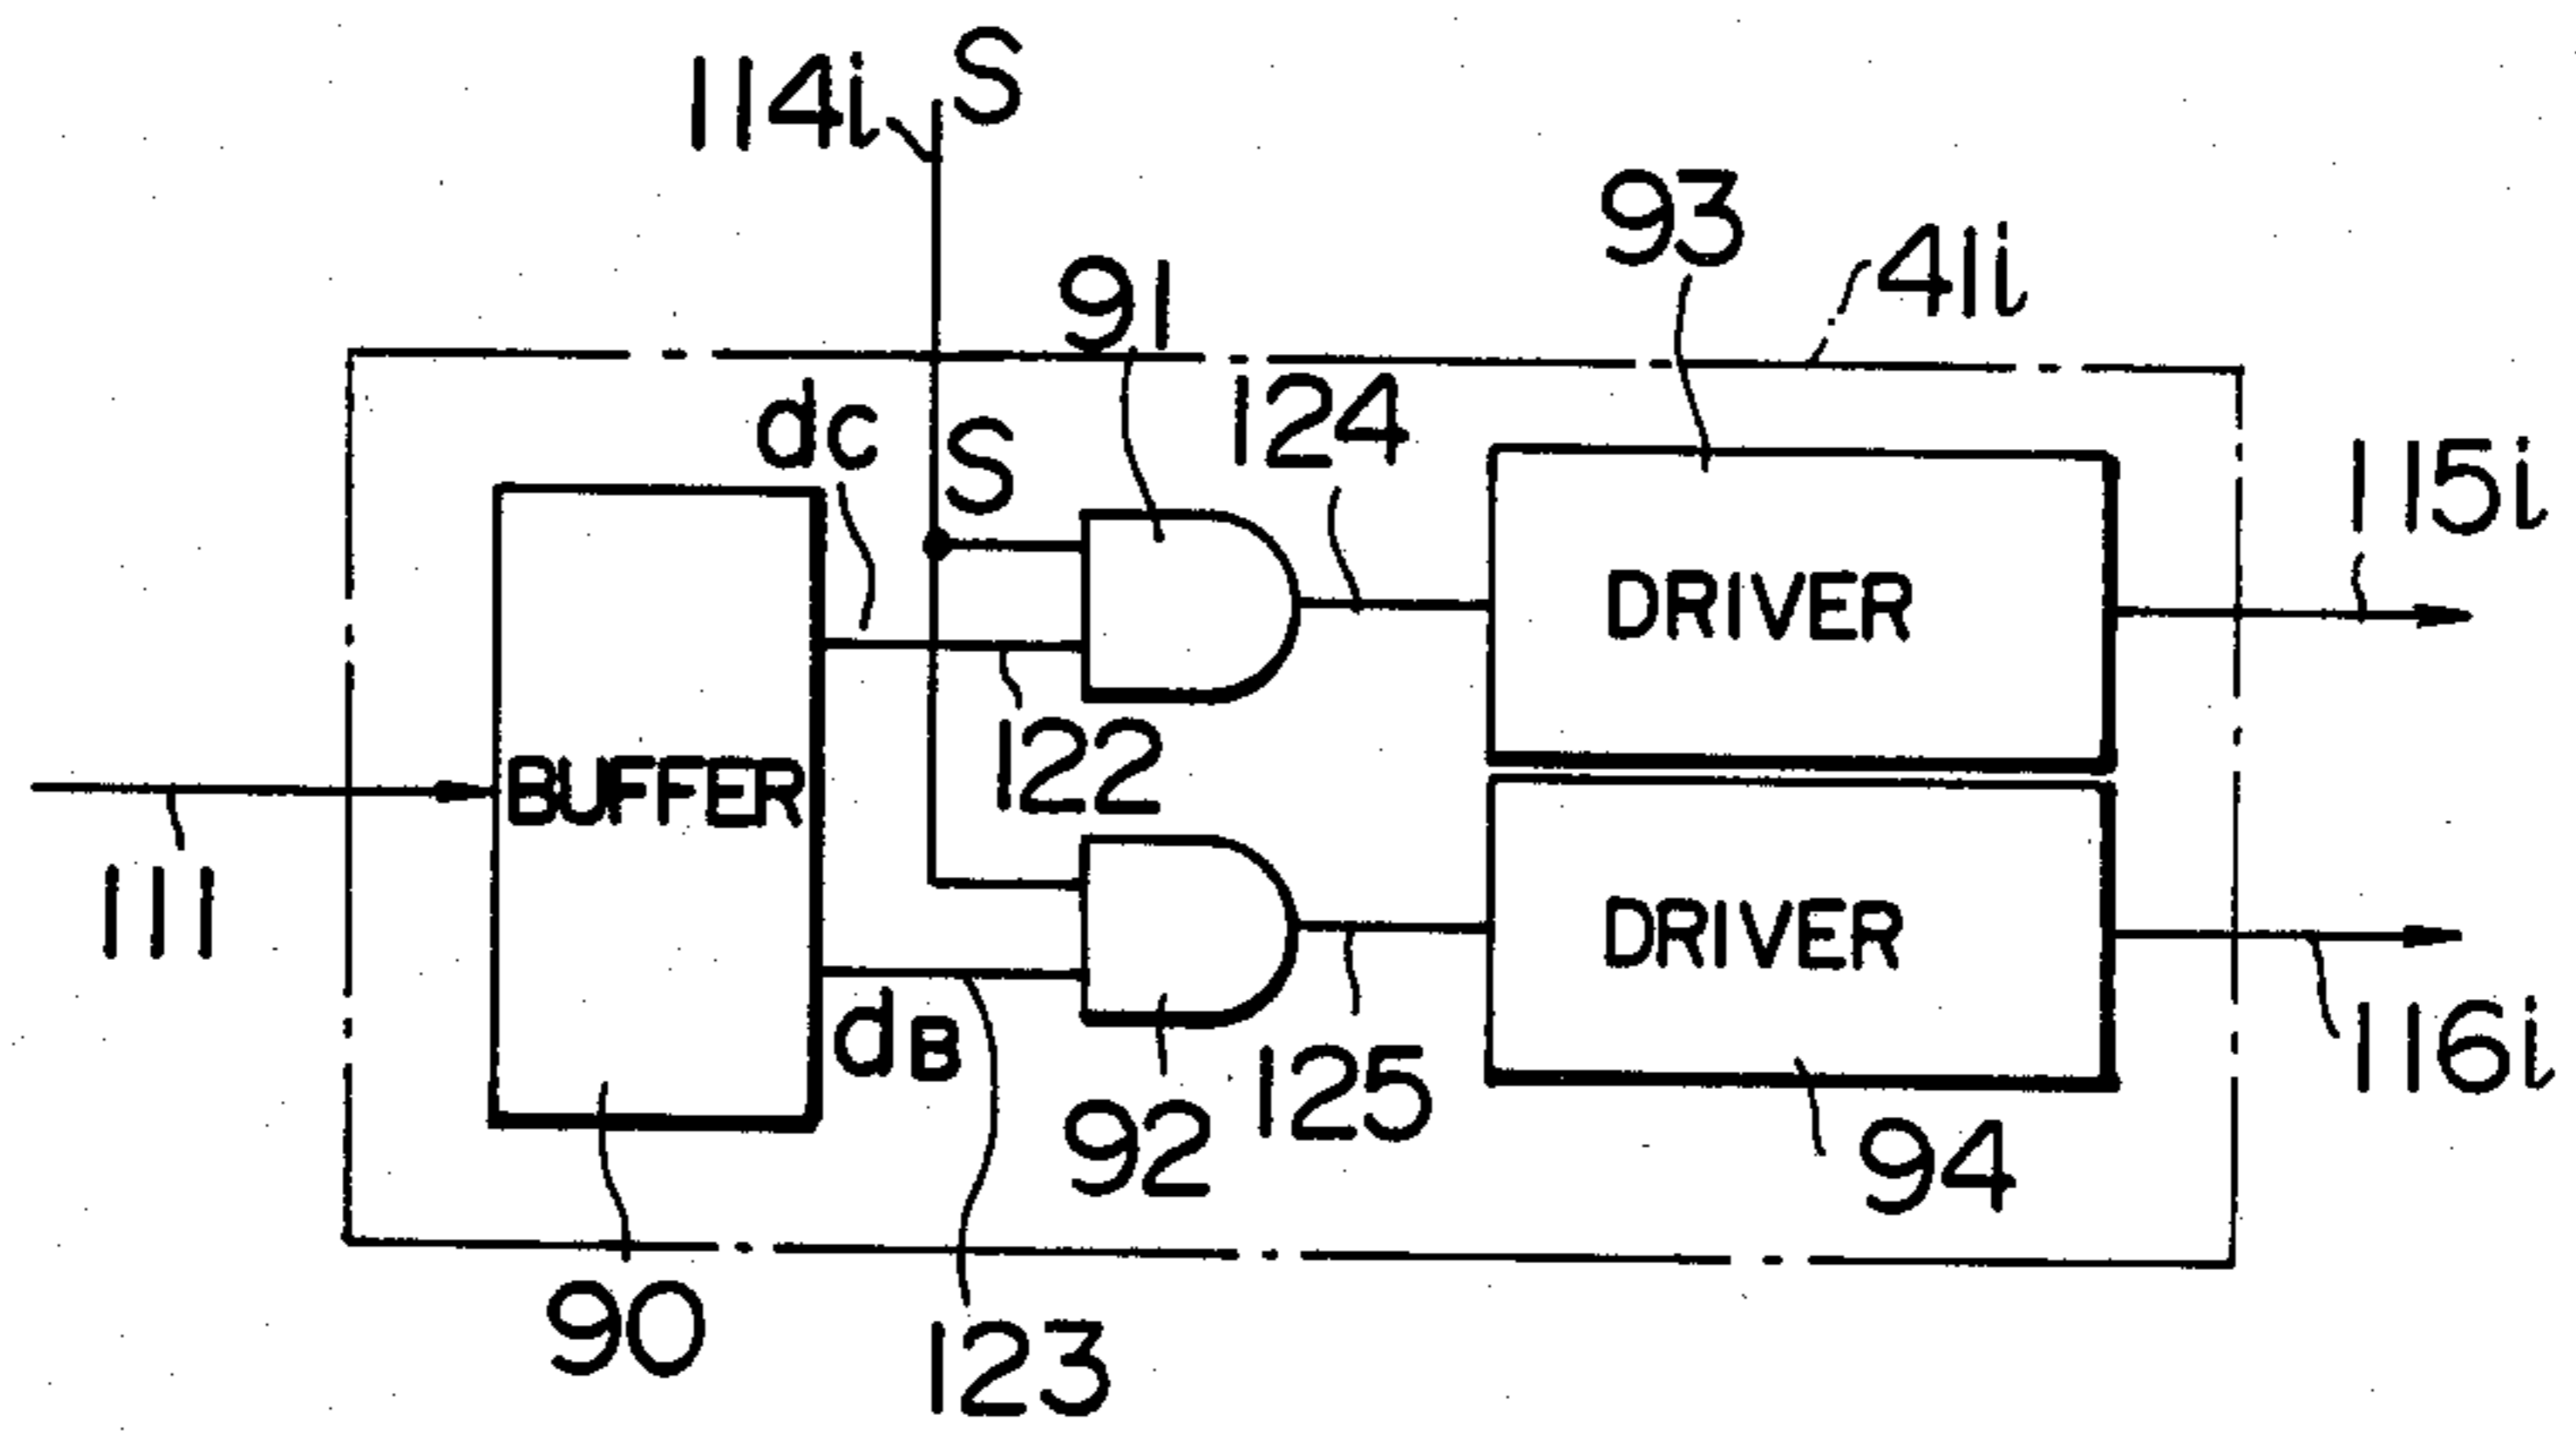 114i S
93
41i
91
dc
S
124
115i
DRIVER
122
BUFFER
111
DRIVER
dB
125
116i
92
94
90
123